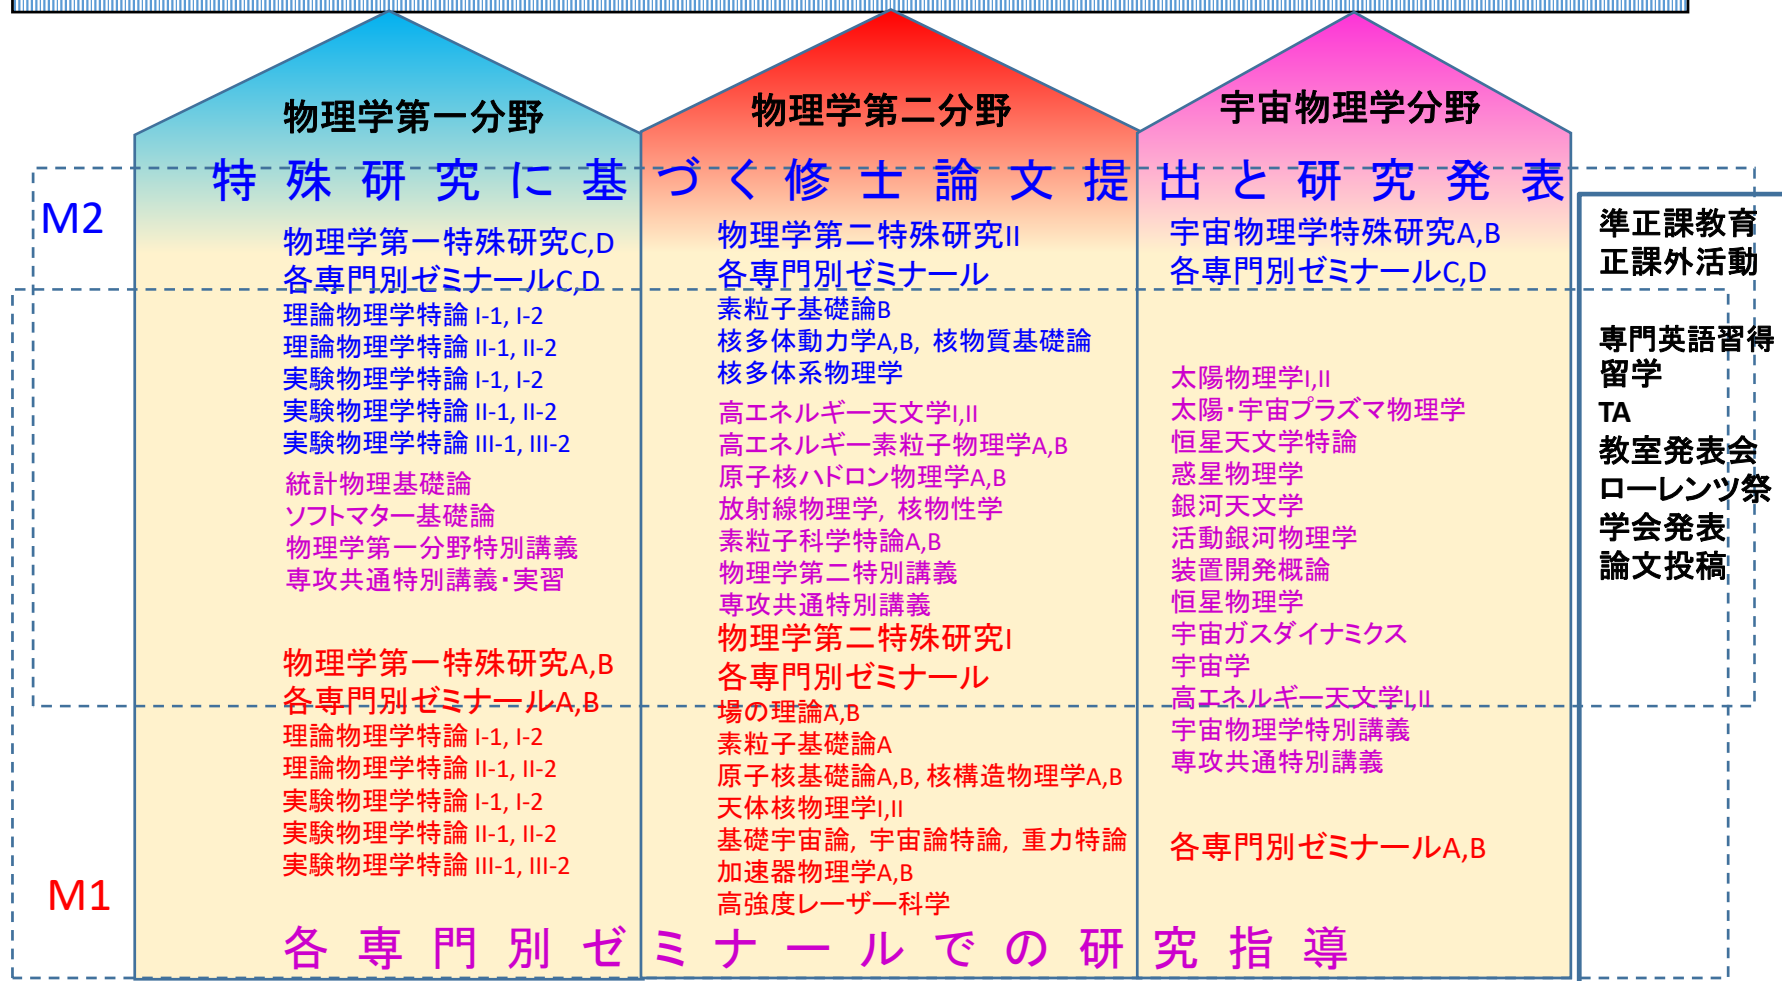 物理学第一分野
物理学第二分野
宇宙物理学分野
特殊研究に基づく修士論文提出と研究発表
M2
物理学第一特殊研究C,D
各専門別ゼミナールC,D
理論物理学特論 I-1, I-2
理論物理学特論 II-1, II-2
実験物理学特論 I-1, I-2
実験物理学特論 II-1, II-2
実験物理学特論 III-1, III-2
統計物理基礎論
ソフトマター基礎論
物理学第一分野特別講義
専攻共通特別講義・実習
物理学第一特殊研究A,B
各専門別ゼミナールA,B
理論物理学特論 I-1, I-2
理論物理学特論 II-1, II-2
実験物理学特論 I-1, I-2
実験物理学特論 II-1, II-2
実験物理学特論 III-1, III-2
物理学第二特殊研究II
各専門別ゼミナール
素粒子基礎論B
核多体動力学A,B, 核物質基礎論
核多体系物理学
高エネルギー天文学I,II
高エネルギー素粒子物理学A,B
原子核ハドロン物理学A,B
放射線物理学, 核物性学
素粒子科学特論A,B
物理学第二特別講義
専攻共通特別講義
物理学第二特殊研究I
各専門別ゼミナール
場の理論A,B
素粒子基礎論A
原子核基礎論A,B, 核構造物理学A,B
天体核物理学I,II
基礎宇宙論, 宇宙論特論, 重力特論
加速器物理学A,B
高強度レーザー科学
宇宙物理学特殊研究A,B
各専門別ゼミナールC,D
太陽物理学I,II
太陽・宇宙プラズマ物理学
恒星天文学特論
惑星物理学
銀河天文学
活動銀河物理学
装置開発概論
恒星物理学
宇宙ガスダイナミクス
宇宙学
高エネルギー天文学I,II
宇宙物理学特別講義
専攻共通特別講義
各専門別ゼミナールA,B
M1
各専門別ゼミナールでの研究指導
準正課教育
正課外活動
専門英語習得
留学
TA
教室発表会
ローレンツ祭
学会発表
論文投稿